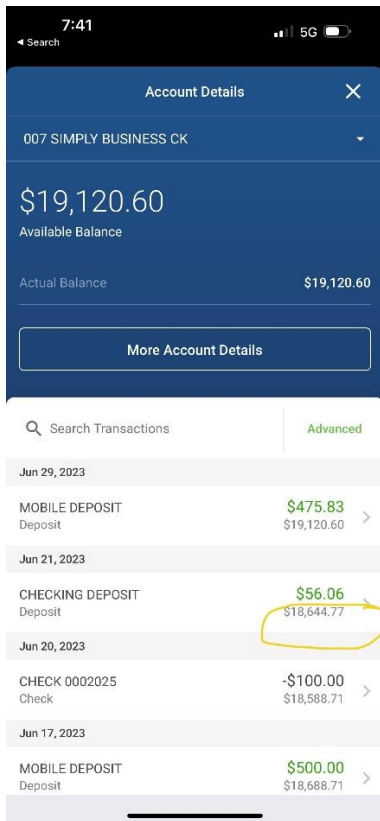 7:41
5G
Search
Account Details
007 SIMPLY BUSINESS CK
$19,120.60
Available Balance
Actual Balance $19,120.60
More Account Details
Search Transactions Advanced
Jun 29, 2023
MOBILE DEPOSIT $475.83
Deposit $19,120.60
Jun 21, 2023
CHECKING DEPOSIT $56.06
Deposit $18,644.77
Jun 20, 2023
CHECK 0002025 -$100.00
Check $18,588.71
Jun 17, 2023
MOBILE DEPOSIT $500.00
Deposit $18,688.71